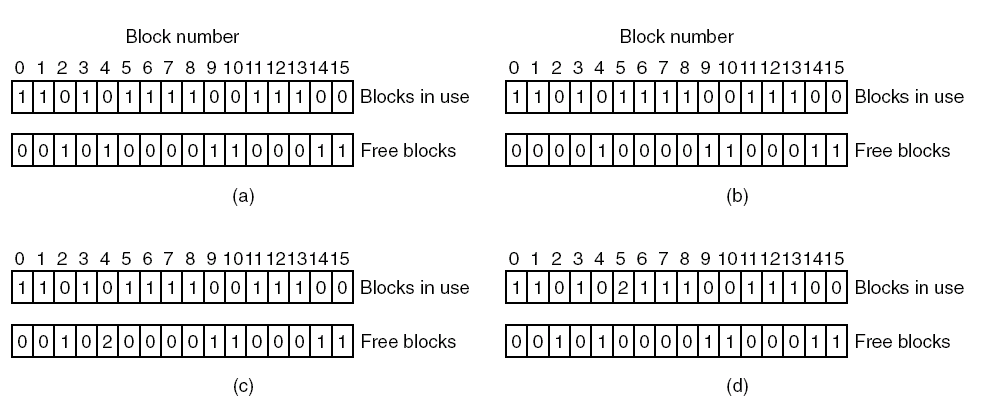 Block number
0 1 2 3 4 5 6 7 8 9 10 11 12 13 14 15
1 1 0 1 0 1 1 1 1 0 0 1 1 1 0 0 Blocks in use
0 0 1 0 1 0 0 0 0 1 1 0 0 0 1 1 Free blocks
(a)
Block number
0 1 2 3 4 5 6 7 8 9 10 11 12 13 14 15
1 1 0 1 0 1 1 1 1 0 0 1 1 1 0 0 Blocks in use
0 0 0 0 1 0 0 0 0 1 1 0 0 0 1 1 Free blocks
(b)
0 1 2 3 4 5 6 7 8 9 10 11 12 13 14 15
1 1 0 1 0 1 1 1 1 0 0 1 1 1 0 0 Blocks in use
0 0 1 0 2 0 0 0 0 1 1 0 0 0 1 1 Free blocks
(c)
0 1 2 3 4 5 6 7 8 9 10 11 12 13 14 15
1 1 0 1 0 2 1 1 1 0 0 1 1 1 0 0 Blocks in use
0 0 1 0 1 0 0 0 0 1 1 0 0 0 1 1 Free blocks
(d)